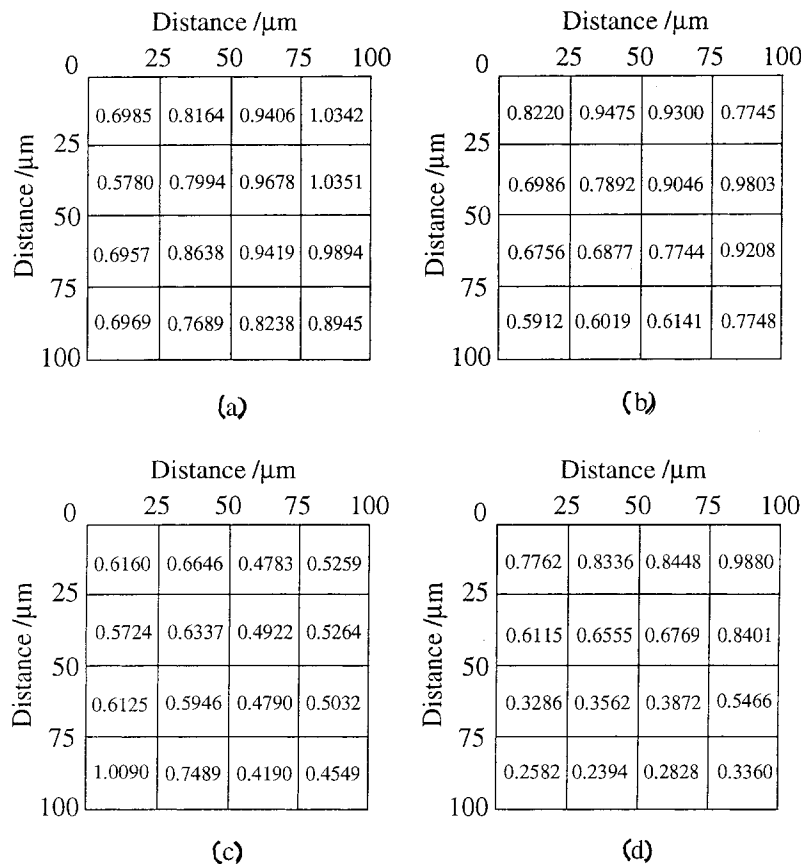 Distance /μm
0 25 50 75 100
25
50
75
100
Distance /μm
0.6985 0.8164 0.9406 1.0342
0.5780 0.7994 0.9678 1.0351
0.6957 0.8638 0.9419 0.9894
0.6969 0.7689 0.8238 0.8945
(a)
Distance /μm
0 25 50 75 100
25
50
75
100
Distance /μm
0.8220 0.9475 0.9300 0.7745
0.6986 0.7892 0.9046 0.9803
0.6756 0.6877 0.7744 0.9208
0.5912 0.6019 0.6141 0.7748
(b)
Distance /μm
0 25 50 75 100
25
50
75
100
Distance /μm
0.6160 0.6646 0.4783 0.5259
0.5724 0.6337 0.4922 0.5264
0.6125 0.5946 0.4790 0.5032
1.0090 0.7489 0.4190 0.4549
(c)
Distance /μm
0 25 50 75 100
25
50
75
100
Distance /μm
0.7762 0.8336 0.8448 0.9880
0.6115 0.6555 0.6769 0.8401
0.3286 0.3562 0.3872 0.5466
0.2582 0.2394 0.2828 0.3360
(d)